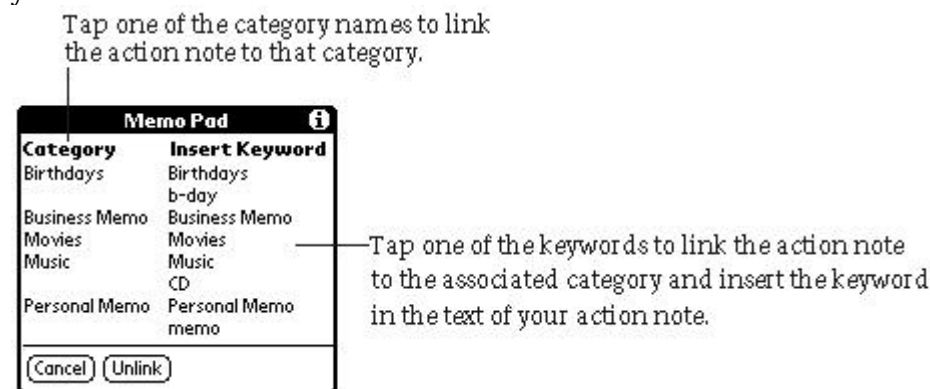 Tap one of the category names to link
the action note to that category.
Memo Pad
Category Insert Keyword
Birthdays Birthdays
b-day
Business Memo Business Memo
Movies Movies
Music Music
CD
Personal Memo Personal Memo
memo
Cancel Unlink
Tap one of the keywords to link the action note
to the associated category and insert the keyword
in the text of your action note.